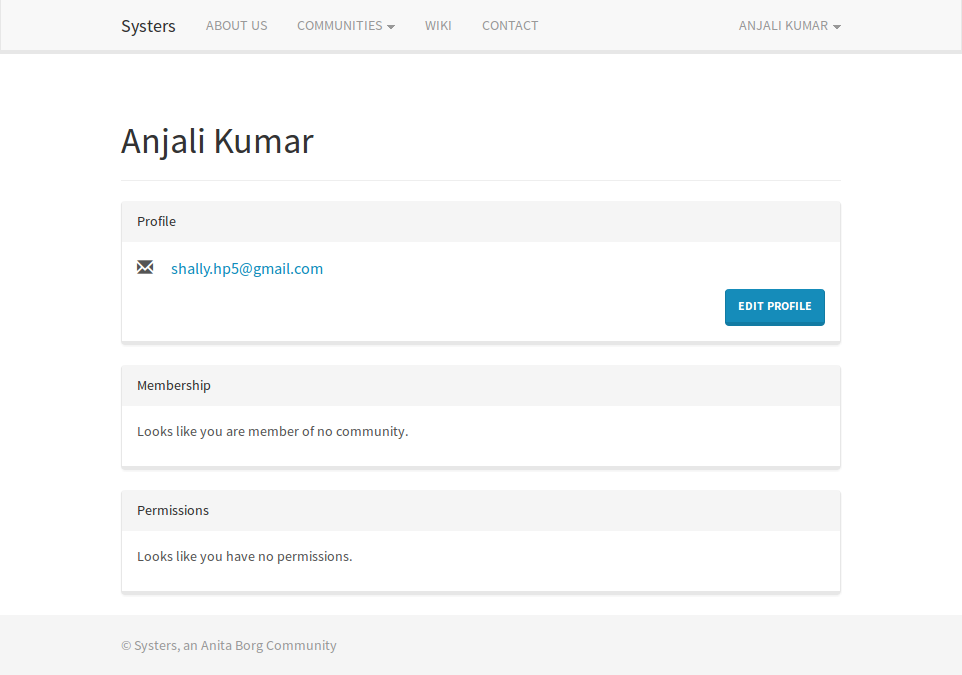 Systers ABOUT US COMMUNITIES WIKI CONTACT ANJALI KUMAR
Anjali Kumar
Profile
shally.hp5@gmail.com
EDIT PROFILE
Membership
Looks like you are member of no community.
Permissions
Looks like you have no permissions.
© Systers, an Anita Borg Community